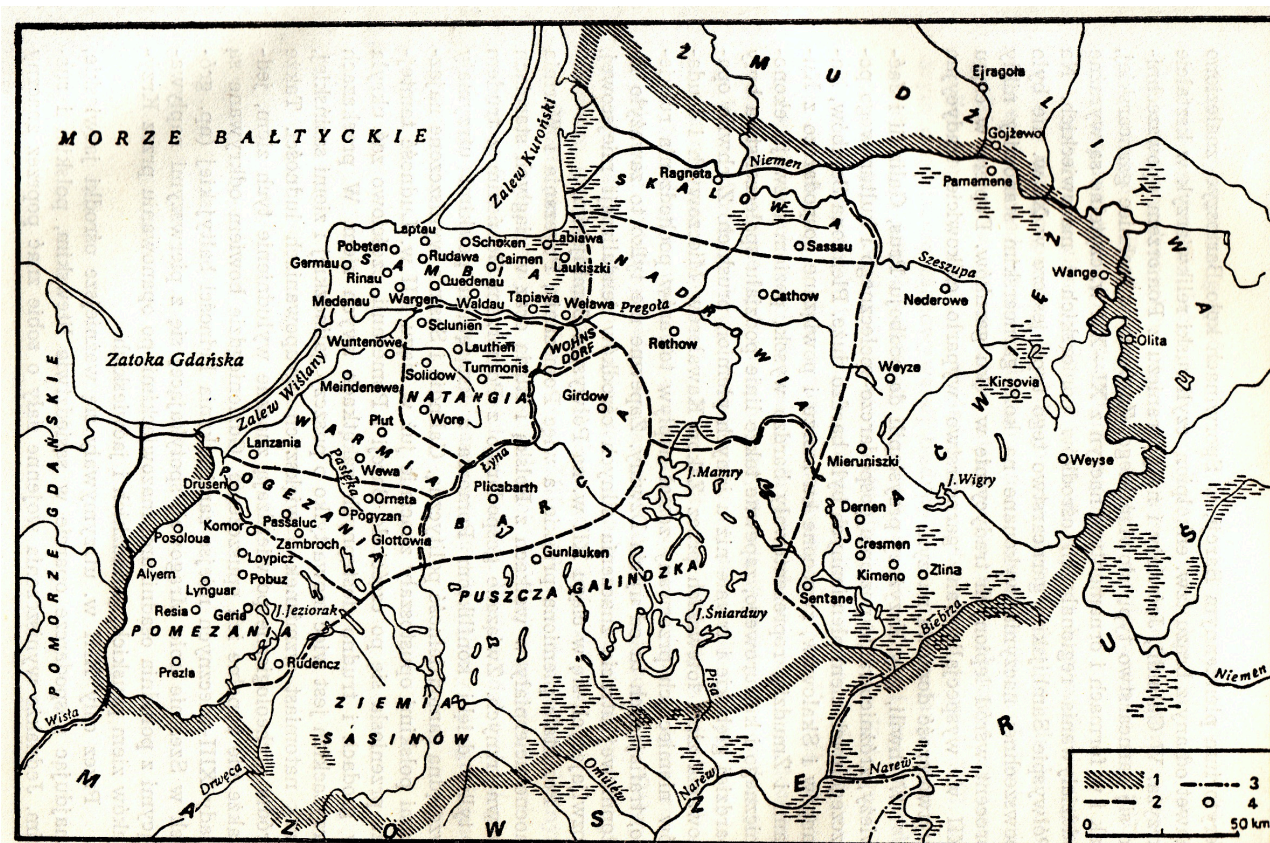 MORZE BAŁTYCKIE
ŻMUDŹ
LITWA
Ejragoła
Gojżewo
Niemen
Pamemene
Zalew Kuroński
Ragneta
SKALOWIA
Sassau
Szeszupa
Wange
Nederowe
Laptau
Schoken
Labiawa
Pobeten
Rudawa
Caimen
Laukiszki
Germau
SAMBIA
Rinau
Quedenau
Medenau
Wargen
Waldau
Tapiawa
Welawa
Pregoła
Cathow
NADROWIA
Olita
Zatoka Gdańska
Sclunien
Wuntenowe
Lauthen
WOHNS
DORF
Rethow
Solidow
Tummonis
Meindenewe
NATANGIA
Girdow
Weyze
Kirsovia
Zalew Wiślany
Wore
Plut
WARMIA
Lanzania
Wewa
Łyna
Pasłęka
J.Mamry
Mieruniszki
J.Wigry
Weyse
POMORZE GDAŃSKIE
Drusen
POGEZANIA
Orneta
Plicabarth
BARCJA
JAĆWIEŻ
Pogyzan
Komor
Passaluc
Zambroch
Glottowia
Posoloua
Darnen
Loypicz
Gunlauken
Cresmen
Alyem
Pobuz
Kimeno
Zlina
Lynguar
PUSZCZA GALINDZKA
Sentane
Resia
Geria
J.Jeziorak
J.Śniardwy
Biebrza
POMEZANIA
RUŚ
Prezla
Rudencz
Pisa
Niemen
ZIEMIA
SASINÓW
Wisła
Drwęca
Omulew
Narew
Narew
MAZOWSZE
1
2
3
4
0 50 km